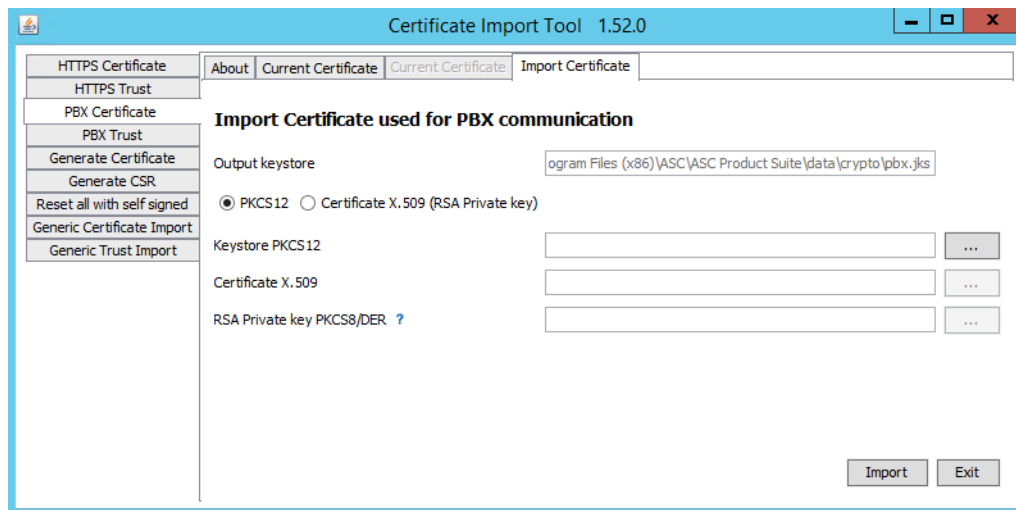 Certificate Import Tool 1.52.0
HTTPS Certificate
HTTPS Trust
PBX Certificate
PBX Trust
Generate Certificate
Generate CSR
Reset all with self signed
Generic Certificate Import
Generic Trust Import
About Current Certificate Current Certificate Import Certificate
Import Certificate used for PBX communication
Output keystore ogram Files (x86)\ASC\ASC Product Suite\data\crypto\pbx.jks
PKCS12 Certificate X.509 (RSA Private key)
Keystore PKCS12 ...
Certificate X.509 ...
RSA Private key PKCS8/DER ? ...
Import Exit